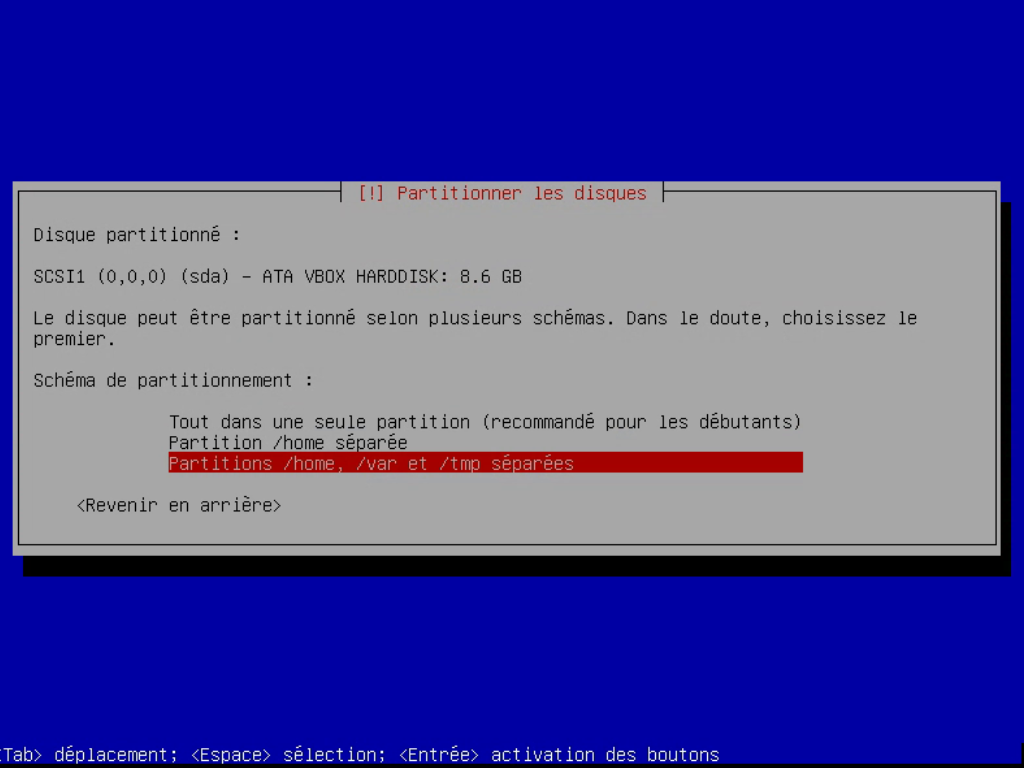 [!] Partitionner les disques
Disque partitionné :
SCSI1 (0,0,0) (sda) - ATA VBOX HARDDISK: 8.6 GB
Le disque peut être partitionné selon plusieurs schémas. Dans le doute, choisissez le
premier.
Schéma de partitionnement :
Tout dans une seule partition (recommandé pour les débutants)
Partition /home séparée
Partitions /home, /var et /tmp séparées
<Revenir en arrière>
<Tab> déplacement; <Espace> sélection; <Entrée> activation des boutons